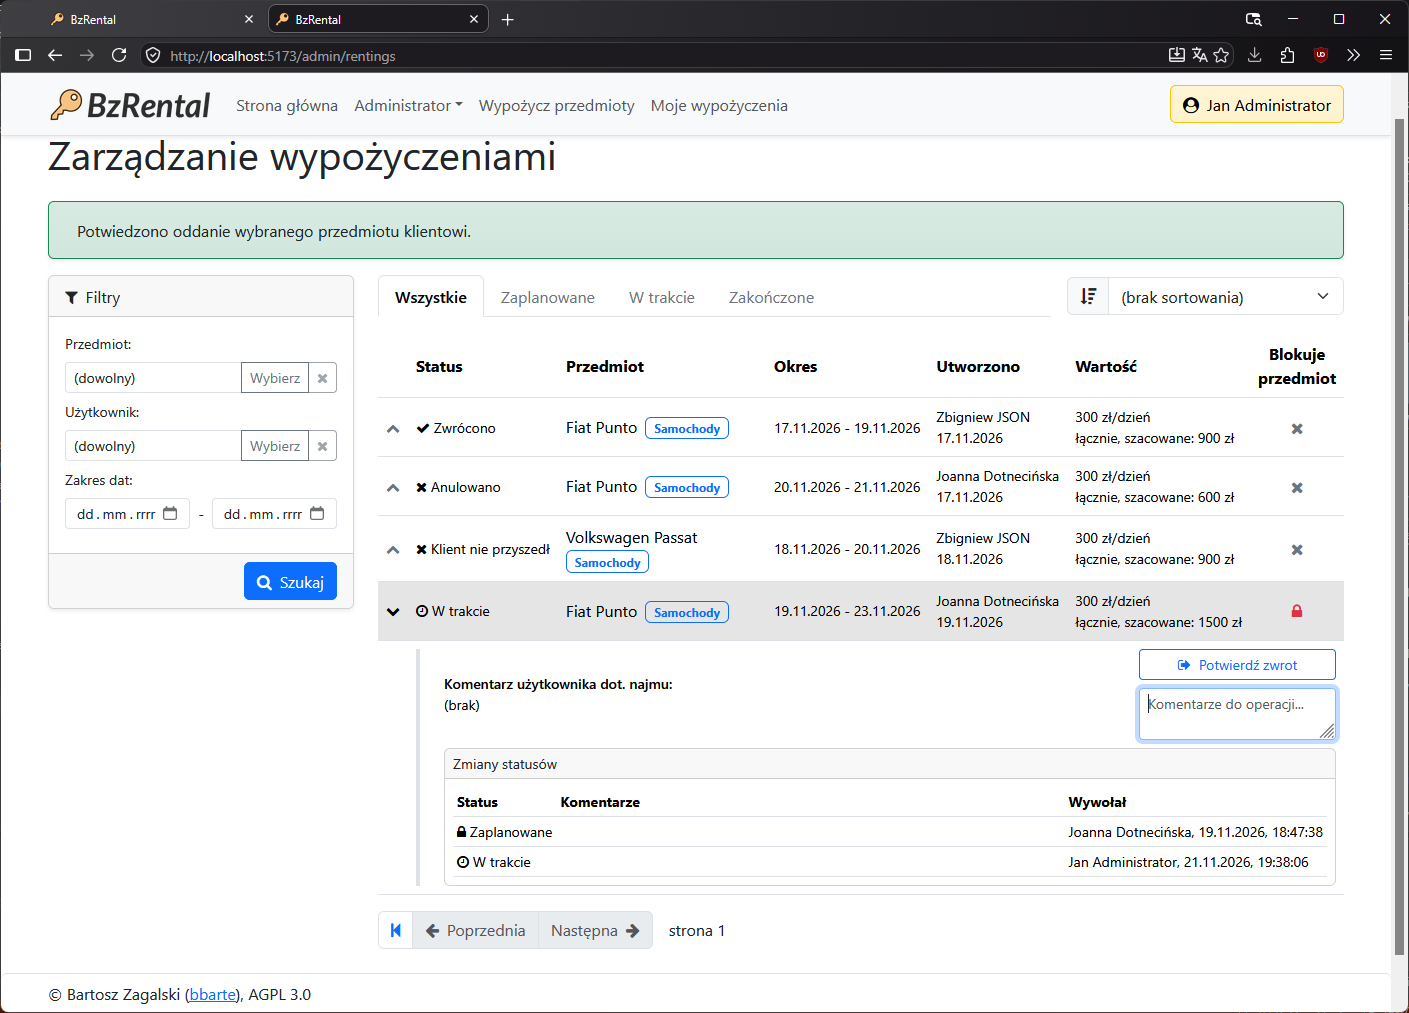 BzRental
BzRental
http://localhost:5173/admin/rentings
BzRental Strona główna Administrator Wypożycz przedmioty Moje wypożyczenia Jan Administrator
Zarządzanie wypożyczeniami
Potwiedzono oddanie wybranego przedmiotu klientowi.
Filtry
Przedmiot:
(dowolny) Wybierz
Użytkownik:
(dowolny) Wybierz
Zakres dat:
dd.mm.rrrr - dd.mm.rrrr
Szukaj
Wszystkie Zaplanowane W trakcie Zakończone
(brak sortowania)
Status Przedmiot Okres Utworzono Wartość Blokuje przedmiot
Zwrócono Fiat Punto Samochody 17.11.2026 - 19.11.2026 Zbigniew JSON 17.11.2026 300 zł/dzień łącznie, szacowane: 900 zł
Anulowano Fiat Punto Samochody 20.11.2026 - 21.11.2026 Joanna Dotnecińska 17.11.2026 300 zł/dzień łącznie, szacowane: 600 zł
Klient nie przyszedł Volkswagen Passat Samochody 18.11.2026 - 20.11.2026 Zbigniew JSON 18.11.2026 300 zł/dzień łącznie, szacowane: 900 zł
W trakcie Fiat Punto Samochody 19.11.2026 - 23.11.2026 Joanna Dotnecińska 19.11.2026 300 zł/dzień łącznie, szacowane: 1500 zł
Komentarz użytkownika dot. najmu:
(brak)
Potwierdź zwrot
Komentarze do operacji...
Zmiany statusów
Status Komentarze Wywołał
Zaplanowane Joanna Dotnecińska, 19.11.2026, 18:47:38
W trakcie Jan Administrator, 21.11.2026, 19:38:06
Poprzednia Następna strona 1
© Bartosz Zagalski (bbarte), AGPL 3.0